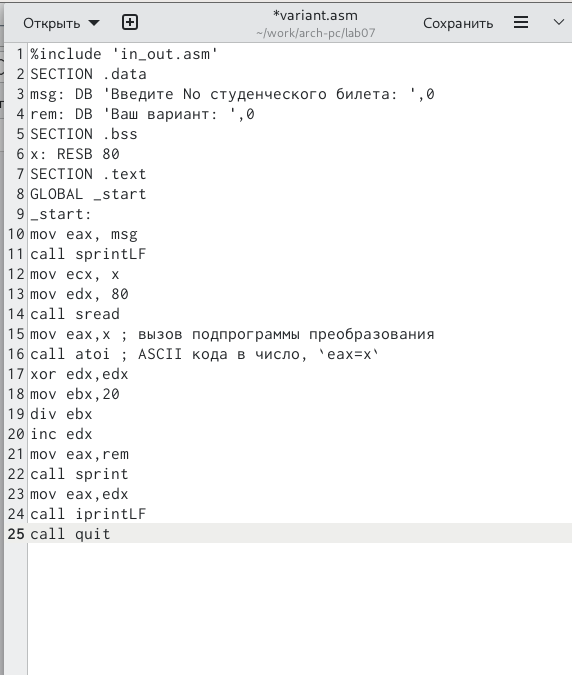 Открыть
*variant.asm
~/work/arch-pc/lab07
Сохранить
1 %include 'in_out.asm'
2 SECTION .data
3 msg: DB 'Введите No студенческого билета: ',0
4 rem: DB 'Ваш вариант: ',0
5 SECTION .bss
6 x: RESB 80
7 SECTION .text
8 GLOBAL _start
9 _start:
10 mov eax, msg
11 call sprintLF
12 mov ecx, x
13 mov edx, 80
14 call sread
15 mov eax,x ; вызов подпрограммы преобразования
16 call atoi ; ASCII кода в число, `eax=x`
17 xor edx,edx
18 mov ebx,20
19 div ebx
20 inc edx
21 mov eax,rem
22 call sprint
23 mov eax,edx
24 call iprintLF
25 call quit